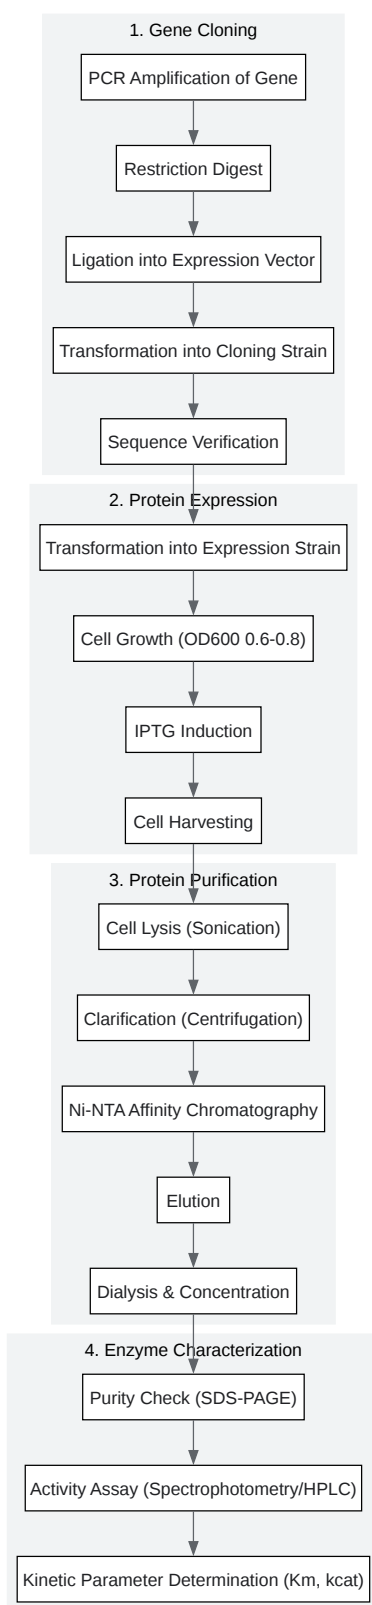 1. Gene Cloning
PCR Amplification of Gene
Restriction Digest
Ligation into Expression Vector
Transformation into Cloning Strain
Sequence Verification
2. Protein Expression
Transformation into Expression Strain
Cell Growth (OD600 0.6-0.8)
IPTG Induction
Cell Harvesting
3. Protein Purification
Cell Lysis (Sonication)
Clarification (Centrifugation)
Ni-NTA Affinity Chromatography
Elution
Dialysis & Concentration
4. Enzyme Characterization
Purity Check (SDS-PAGE)
Activity Assay (Spectrophotometry/HPLC)
Kinetic Parameter Determination (Km, kcat)